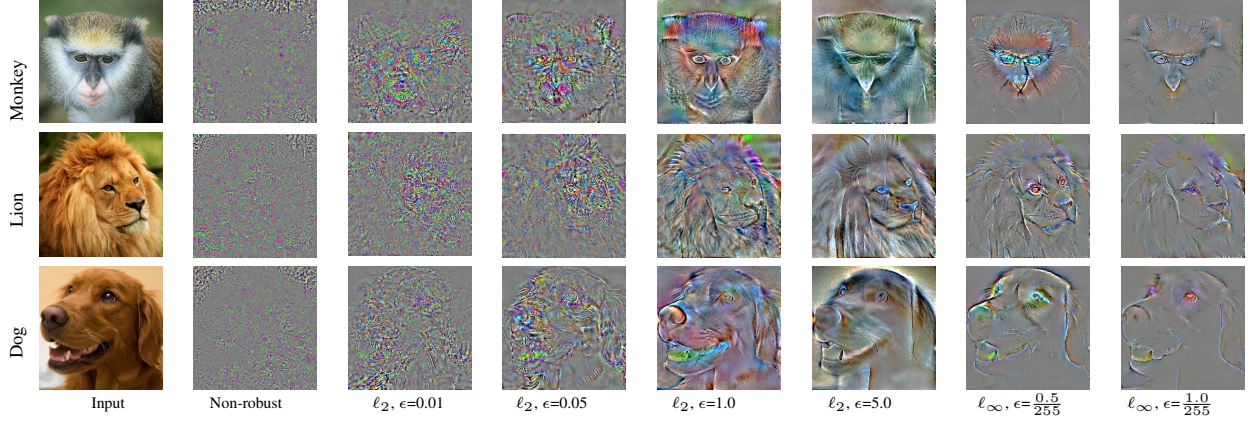 Monkey
Lion
Dog
Input
Non-robust
ℓ₂, ϵ=0.01
ℓ₂, ϵ=0.05
ℓ₂, ϵ=1.0
ℓ₂, ϵ=5.0
ℓ∞, ϵ=0.5/255
ℓ∞, ϵ=1.0/255